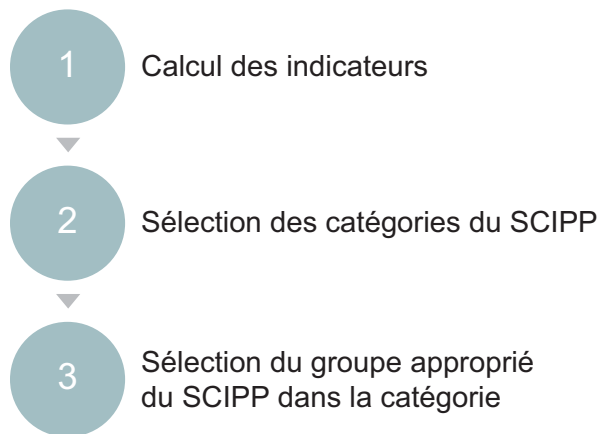 1
Calcul des indicateurs
2
Sélection des catégories du SCIPP
3
Sélection du groupe approprié
du SCIPP dans la catégorie